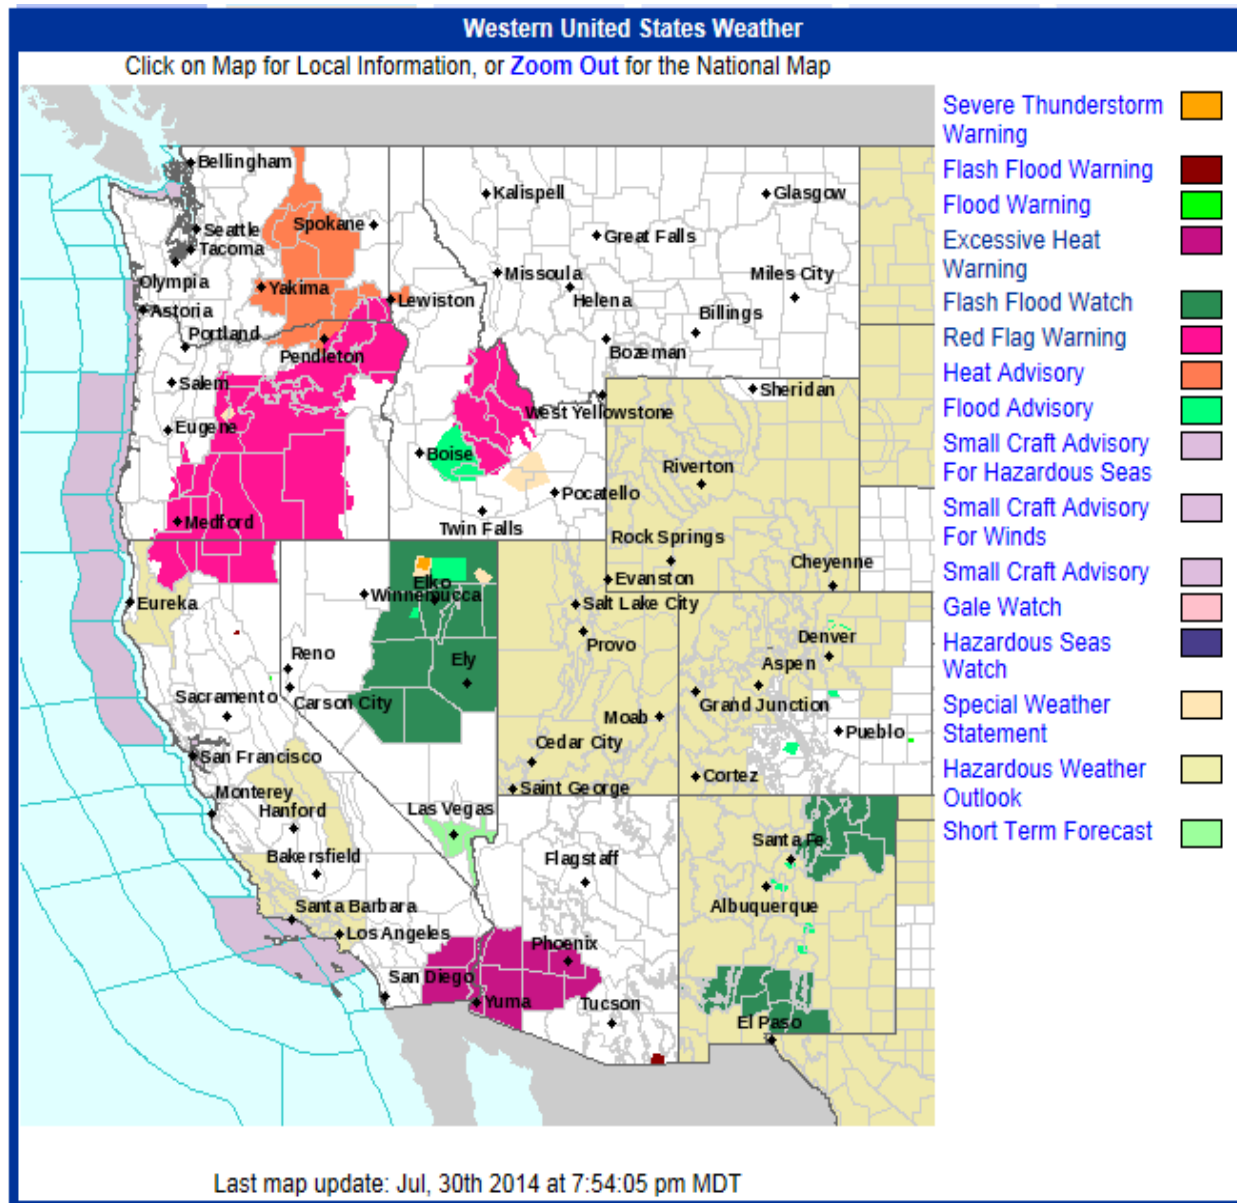 Western United States Weather
Click on Map for Local Information, or Zoom Out for the National Map
Severe Thunderstorm
Warning
Flash Flood Warning
Flood Warning
Excessive Heat
Warning
Flash Flood Watch
Red Flag Warning
Heat Advisory
Flood Advisory
Small Craft Advisory
For Hazardous Seas
Small Craft Advisory
For Winds
Small Craft Advisory
Gale Watch
Hazardous Seas
Watch
Special Weather
Statement
Hazardous Weather
Outlook
Short Term Forecast
Bellingham
Kalispell
Glasgow
Seattle
Spokane
Tacoma
Great Falls
Olympia
Yakima
Missoula
Helena
Miles City
Astoria
Lewiston
Billings
Portland
Pendleton
Bozeman
Salem
Sheridan
West Yellowstone
Eugene
Boise
Riverton
Pocatello
Medford
Twin Falls
Rock Springs
Cheyenne
Elko
Evanston
Winnemucca
Eureka
Salt Lake City
Provo
Denver
Reno
Ely
Aspen
Sacramento
Carson City
Grand Junction
Moab
Pueblo
San Francisco
Cedar City
Cortez
Saint George
Monterey
Hanford
Las Vegas
Santa Fe
Bakersfield
Flagstaff
Albuquerque
Santa Barbara
Los Angeles
Phoenix
San Diego
Yuma
Tucson
El Paso
Last map update: Jul, 30th 2014 at 7:54:05 pm MDT